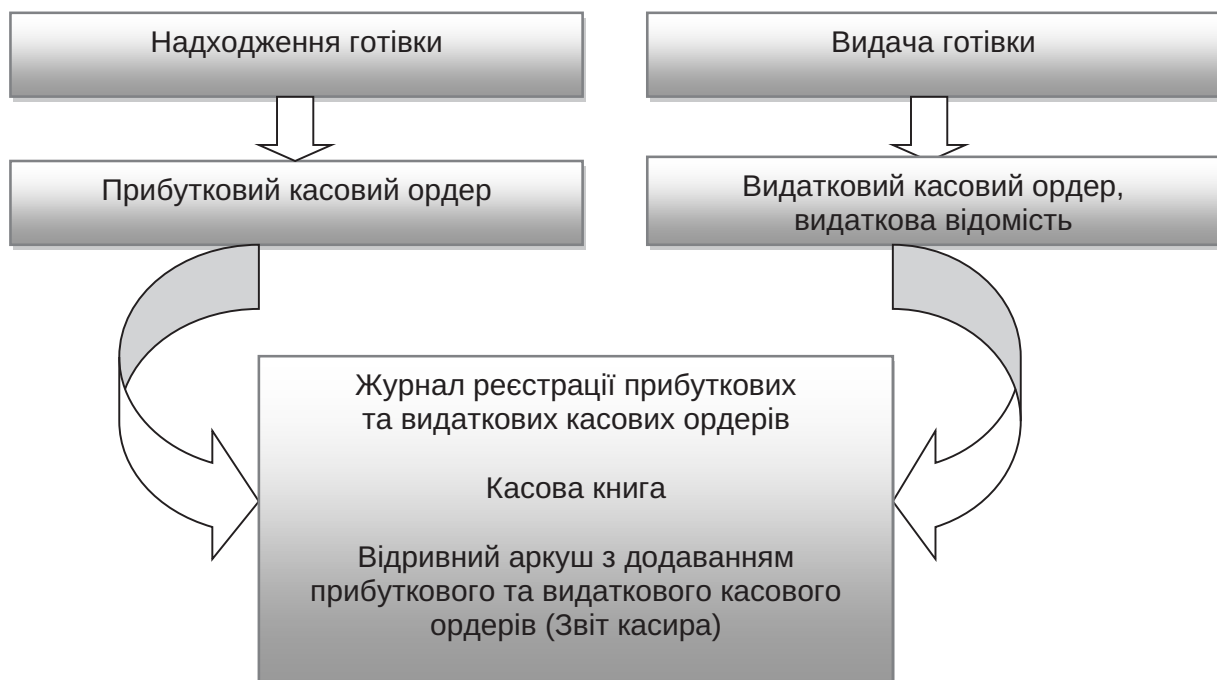 Надходження готівки
Видача готівки
Прибутковий касовий ордер
Видатковий касовий ордер,
видаткова відомість
Журнал реєстрації прибуткових
та видаткових касових ордерів
Касова книга
Відривний аркуш з додаванням
прибуткового та видаткового касового
ордерів (Звіт касира)